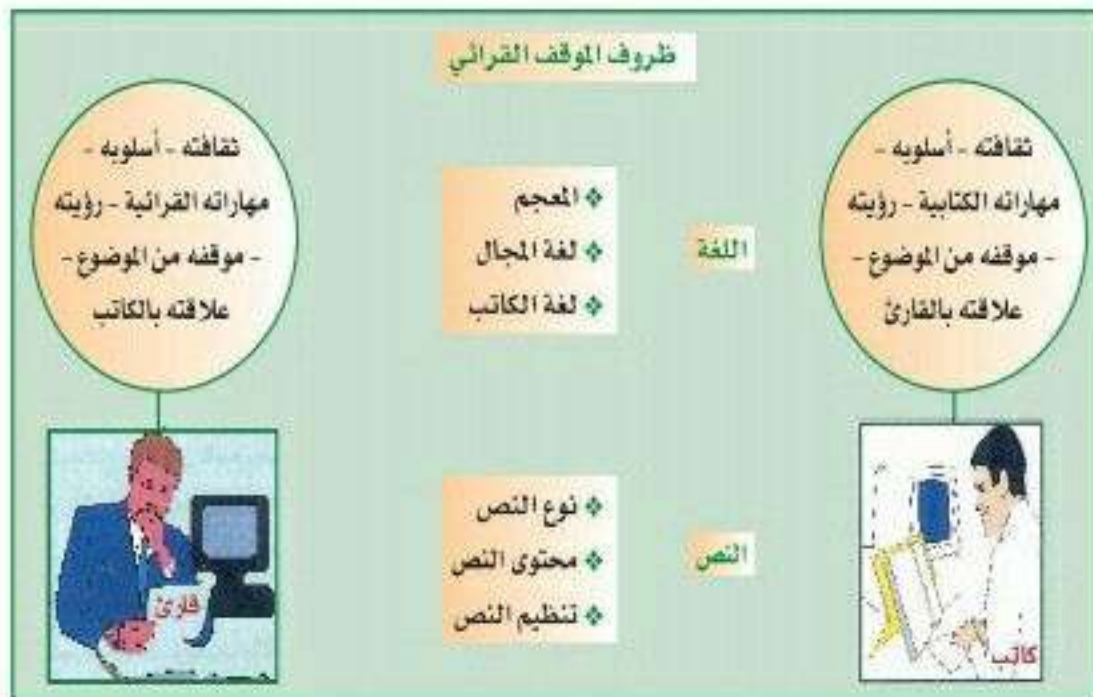 ظروف الموقف القرائي
ثقافته - أسلوبه -
مهاراته الكتابية - رؤيته
- موقفه من الموضوع -
علاقته بالقارئ
كاتب
اللغة
❖ المعجم
❖ لغة المجال
❖ لغة الكاتب
النص
❖ نوع النص
❖ محتوى النص
❖ تنظيم النص
ثقافته - أسلوبه -
مهاراته القرائية - رؤيته
- موقفه من الموضوع -
علاقته بالكاتب
قارئ